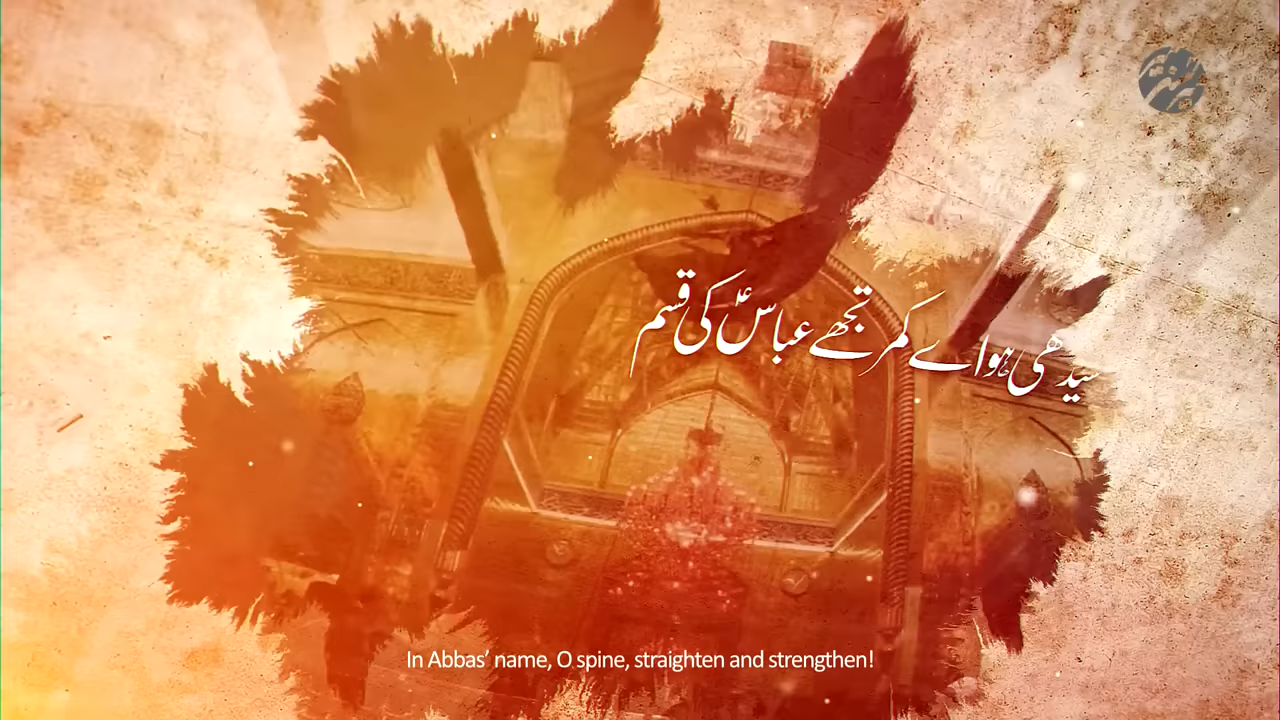 سیدھی ہو اے کمر تجھے عباسؑ کی قسم
In Abbas’ name, O spine, straighten and strengthen!